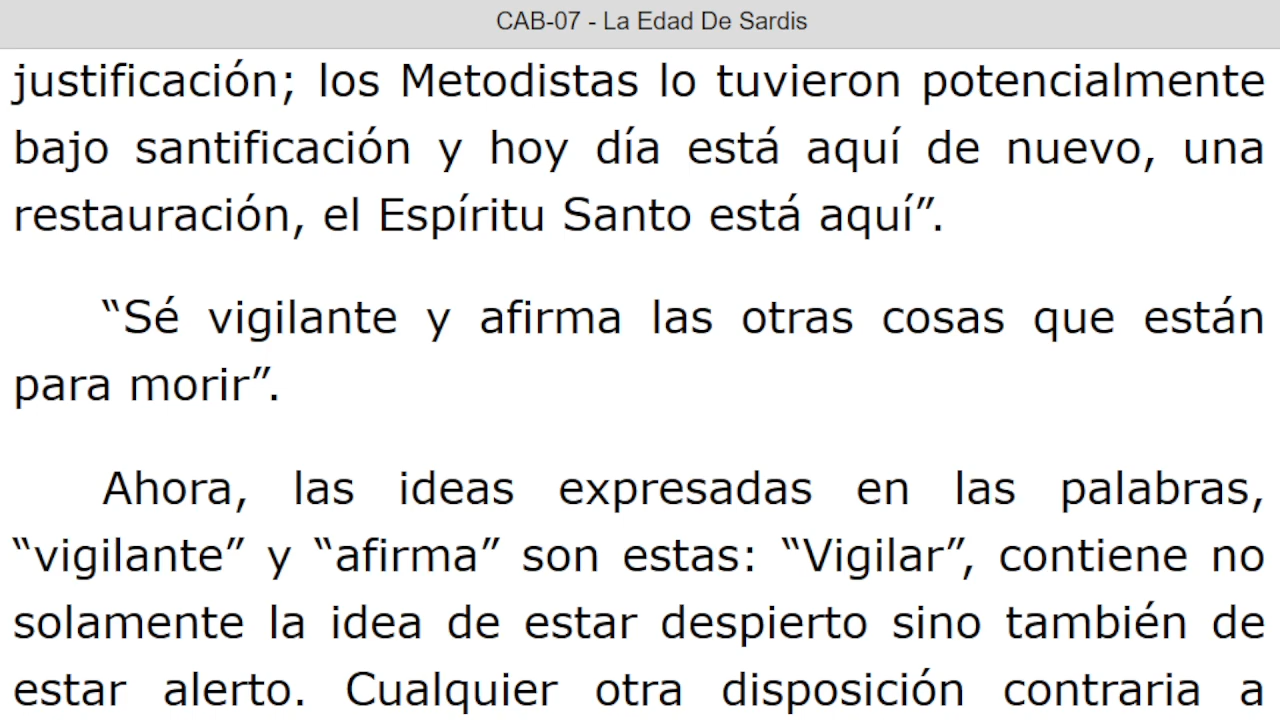 CAB-07 - La Edad De Sardis
justificación; los Metodistas lo tuvieron potencialmente
bajo santificación y hoy día está aquí de nuevo, una
restauración, el Espíritu Santo está aquí”.
“Sé vigilante y afirma las otras cosas que están
para morir”.
Ahora, las ideas expresadas en las palabras,
“vigilante” y “afirma” son estas: “Vigilar”, contiene no
solamente la idea de estar despierto sino también de
estar alerto. Cualquier otra disposición contraria a